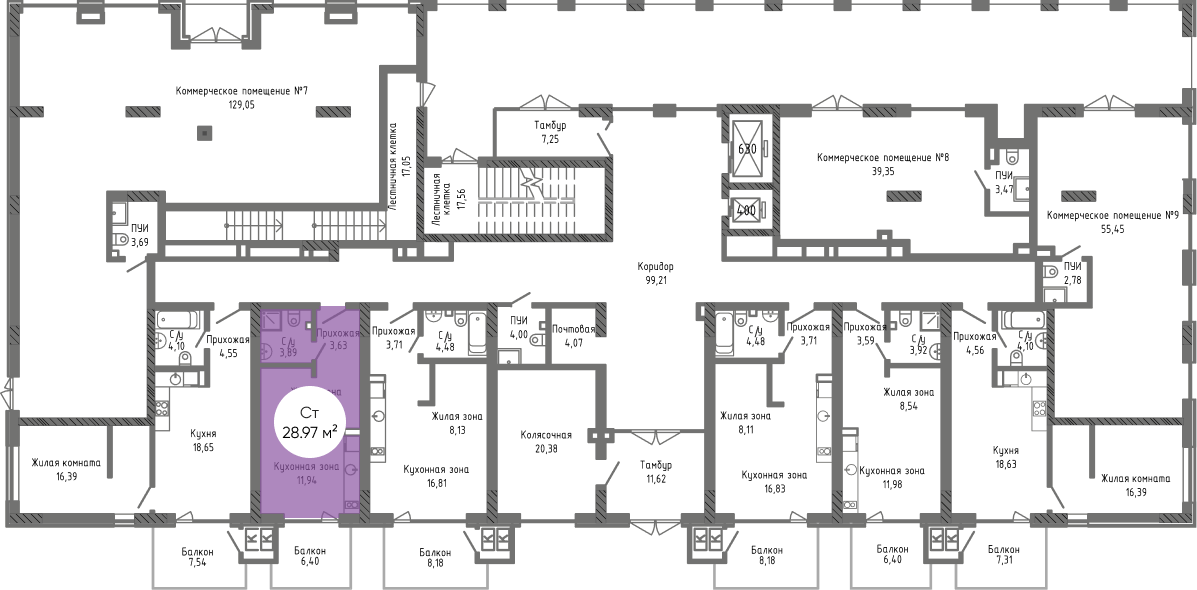 Коммерческое помещение №7
129,05
Лестничная клетка
17,05
Тамбур
7,25
Лестничная
клетка
17,56
630
400
Коммерческое помещение №8
39,35
ПУИ
3,47
Коммерческое помещение №9
55,45
ПУИ
3,69
Коридор
99,21
ПУИ
2,78
С/у
4,10
Прихожая
4,55
С/у
3,89
Прихожая
3,63
Прихожая
3,71
С/у
4,48
ПУИ
4,00
Почтовая
4,07
С/у
4,48
Прихожая
3,71
Прихожая
3,59
С/у
3,92
Прихожая
4,56
С/у
4,10
Ст
28.97 м²
Жилая зона
8,13
Жилая зона
8,11
Жилая зона
8,54
Кухня
18,65
Колясочная
20,38
Кухня
18,63
Жилая комната
16,39
Кухонная зона
11,94
Кухонная зона
16,81
Тамбур
11,62
Кухонная зона
16,83
Кухонная зона
11,98
Жилая комната
16,39
К К
К К
К К
К К
Балкон
7,54
Балкон
6,40
Балкон
8,18
Балкон
8,18
Балкон
6,40
Балкон
7,31